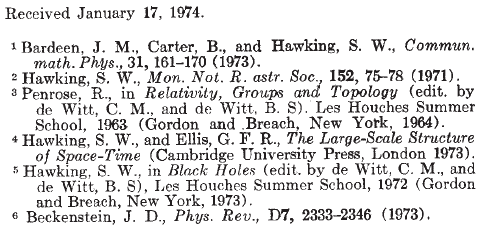 Received January 17, 1974.
¹ Bardeen, J. M., Carter, B., and Hawking, S. W., Commun.
math. Phys., 31, 161–170 (1973).
² Hawking, S. W., Mon. Not. R. astr. Soc., 152, 75–78 (1971).
³ Penrose, R., in Relativity, Groups and Topology (edit. by
de Witt, C. M., and de Witt, B. S). Les Houches Summer
School, 1963 (Gordon and Breach, New York, 1964).
⁴ Hawking, S. W., and Ellis, G. F. R., The Large-Scale Structure
of Space-Time (Cambridge University Press, London 1973).
⁵ Hawking, S. W., in Black Holes (edit. by de Witt, C. M., and
de Witt, B. S), Les Houches Summer School, 1972 (Gordon
and Breach, New York, 1973).
⁶ Beckenstein, J. D., Phys. Rev., D7, 2333–2346 (1973).